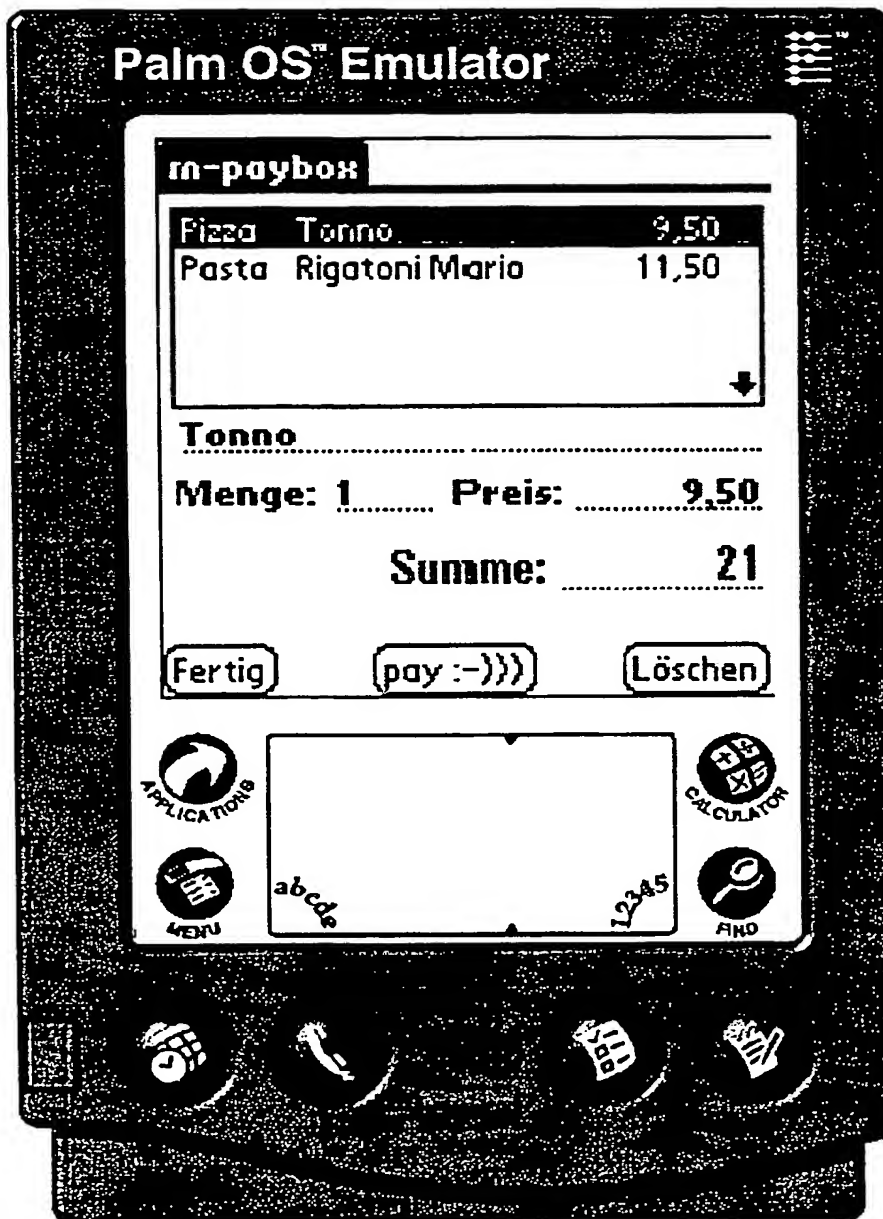 Palm OS™ Emulator
m-paybox
Pizza Tonno 9,50
Pasta Rigatoni Mario 11,50
Tonno
Menge: 1 Preis: 9,50
Summe: 21
Fertig pay :-))) Löschen
APPLICATIONS CALCULATOR
abcde 12345
MENU FIND